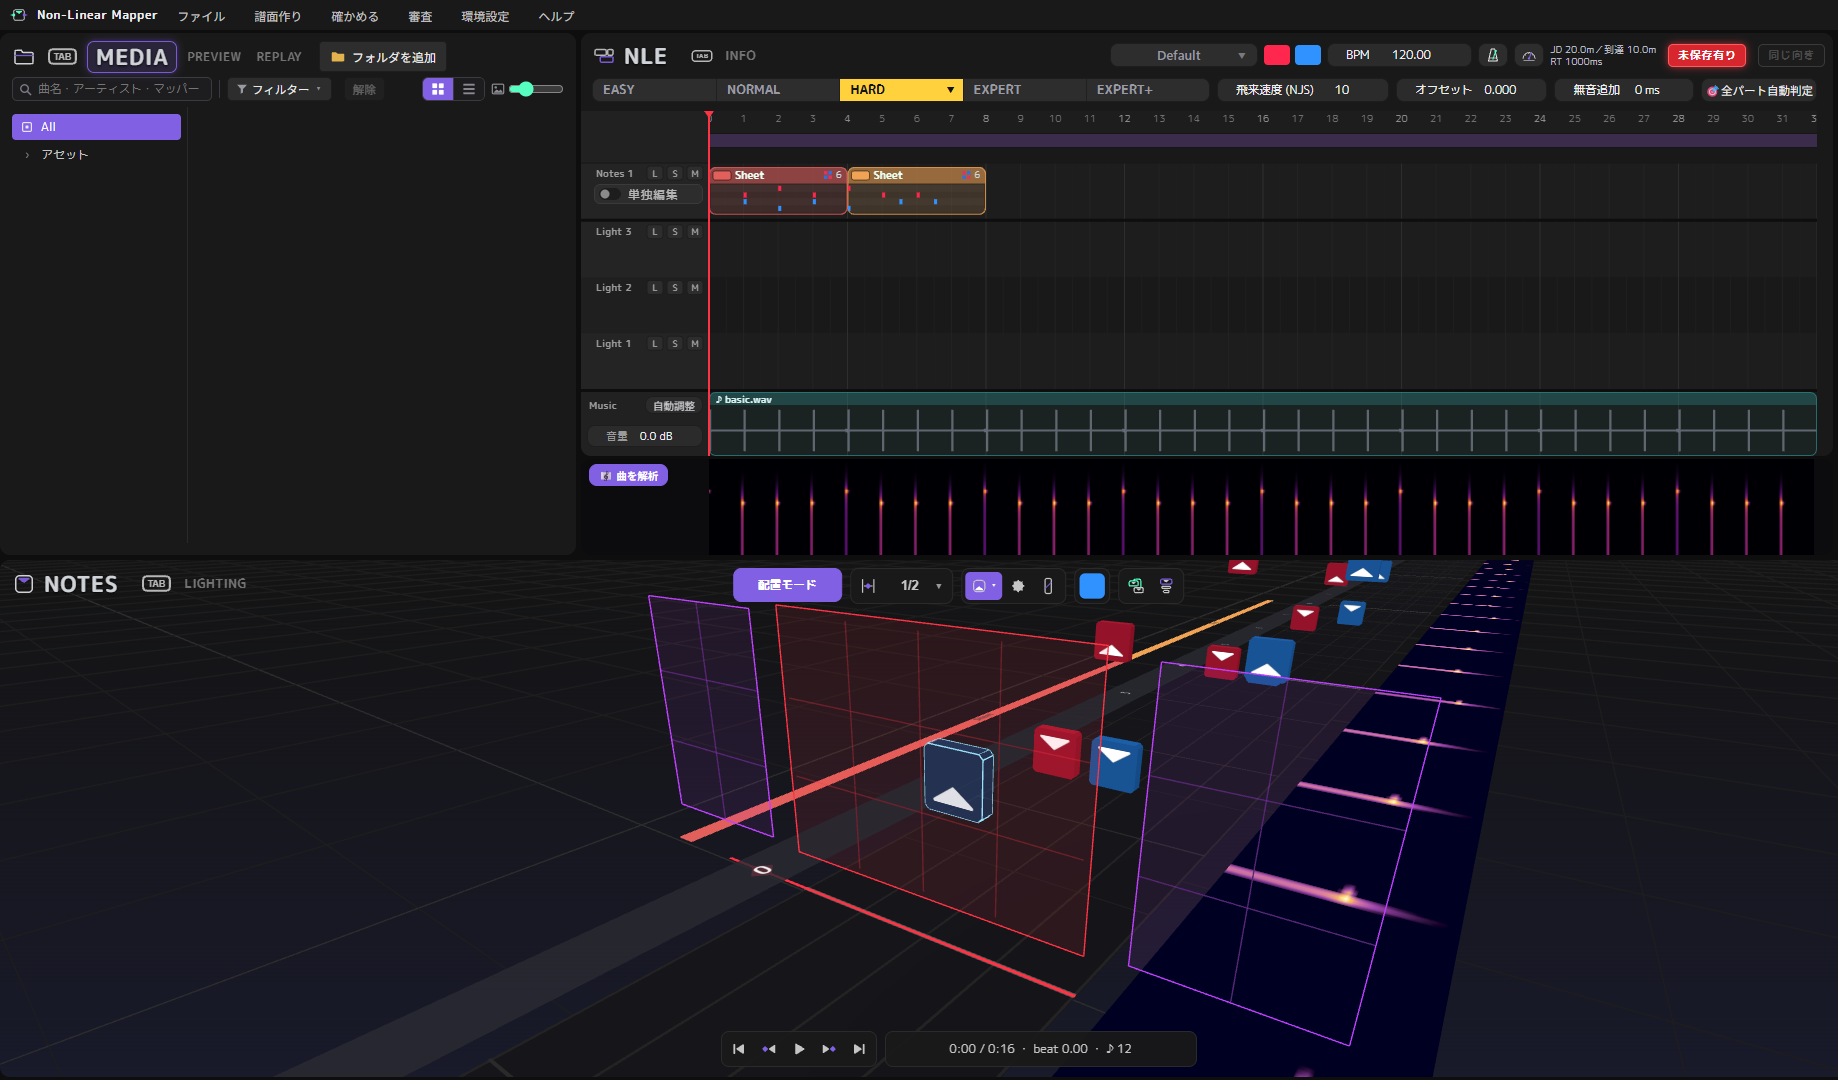 Non-Linear Mapper ファイル 譜面作り 確かめる 審査 環境設定 ヘルプ
TAB MEDIA PREVIEW REPLAY フォルダを追加
曲名・アーティスト・マッパー フィルター 解除
All
アセット
NLE TAB INFO Default BPM 120.00 JD 20.0m／到達 10.0m
RT 1000ms
未保存有り 同じ向き
EASY NORMAL HARD EXPERT EXPERT+ 飛来速度 (NJS) 10 オフセット 0.000 無音追加 0 ms 全パート自動判定
1 2 3 4 5 6 7 8 9 10 11 12 13 14 15 16 17 18 19 20 21 22 23 24 25 26 27 28 29 30 31 3
Notes 1 L S M Sheet 6 Sheet 6
単独編集
Light 3 L S M
Light 2 L S M
Light 1 L S M
Music 自動調整 ♪ basic.wav
音量 0.0 dB
曲を解析
NOTES TAB LIGHTING 配置モード 1/2
0
0:00 / 0:16 · beat 0.00 · ♪ 12